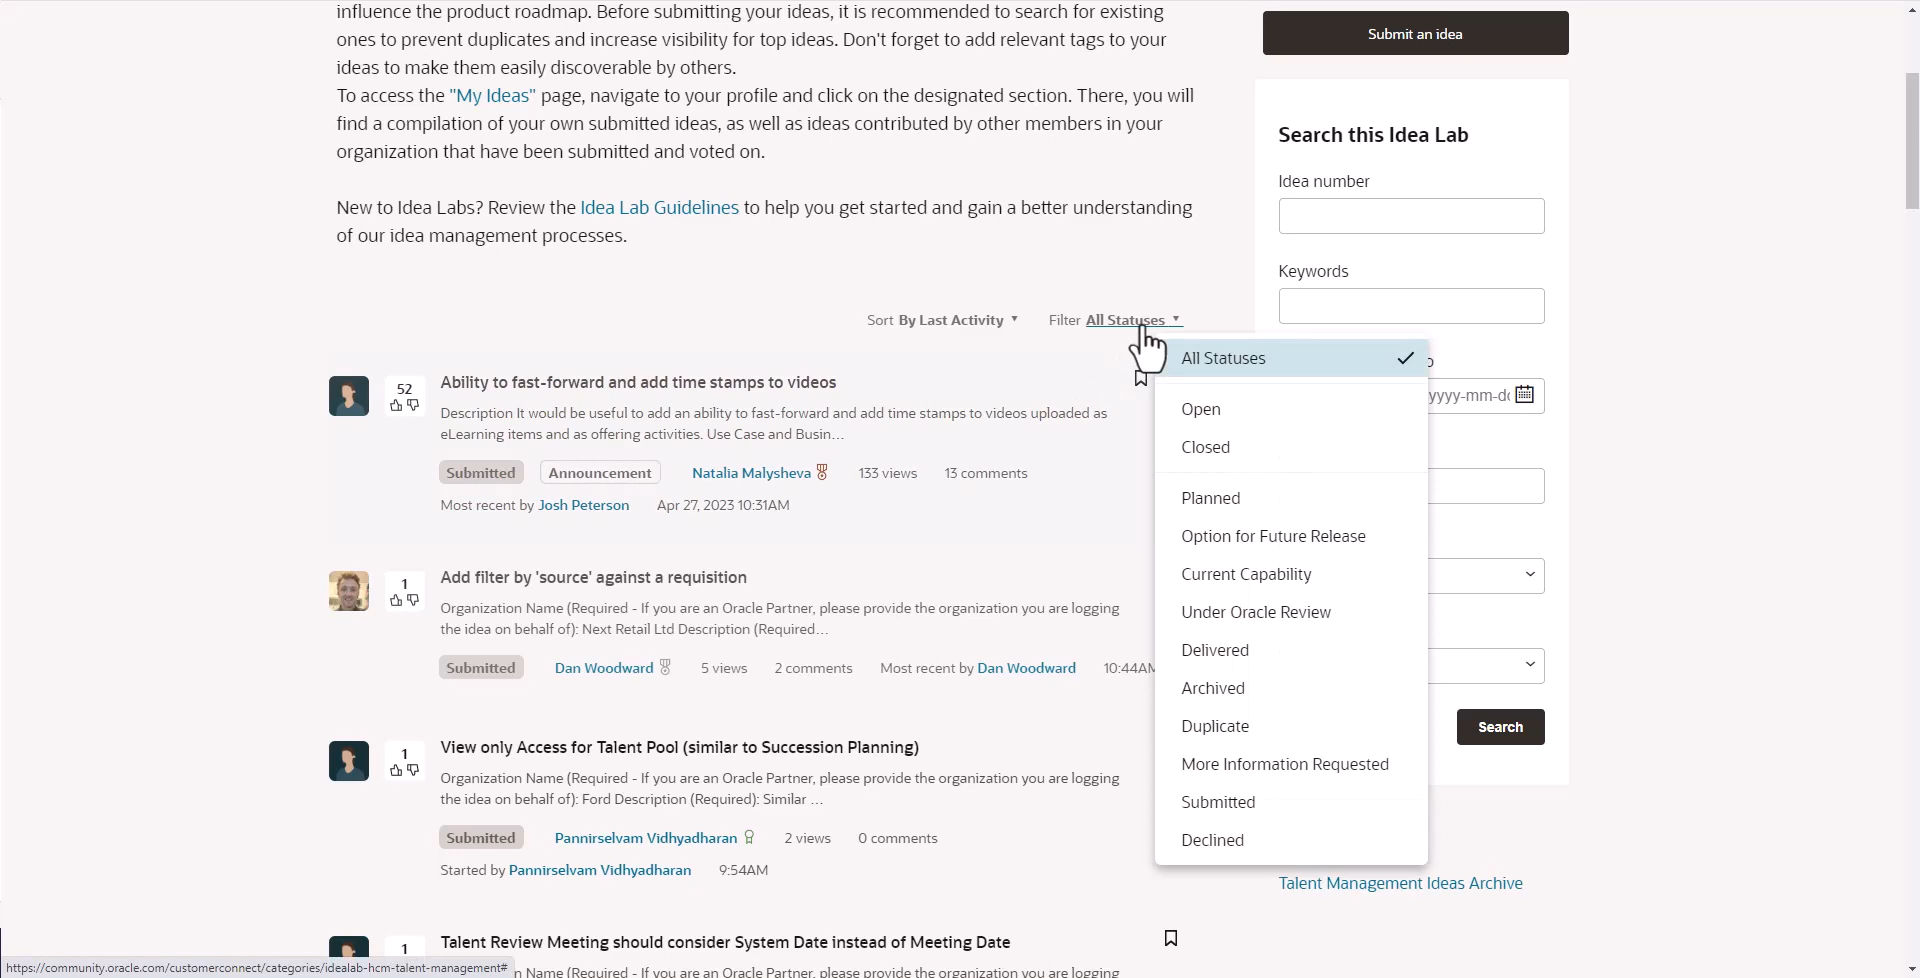 influence the product roadmap. Before submitting your ideas, it is recommended to search for existing
ones to prevent duplicates and increase visibility for top ideas. Don't forget to add relevant tags to your
ideas to make them easily discoverable by others.
To access the "My Ideas" page, navigate to your profile and click on the designated section. There, you will
find a compilation of your own submitted ideas, as well as ideas contributed by other members in your
organization that have been submitted and voted on.
New to Idea Labs? Review the Idea Lab Guidelines to help you get started and gain a better understanding
of our idea management processes.
Sort By Last Activity Filter All Statuses
Ability to fast-forward and add time stamps to videos
52
Description It would be useful to add an ability to fast-forward and add time stamps to videos uploaded as
eLearning items and as offering activities. Use Case and Busin…
Submitted Announcement Natalia Malysheva 133 views 13 comments
Most recent by Josh Peterson Apr 27, 2023 10:31AM
Add filter by 'source' against a requisition
1
Organization Name (Required - If you are an Oracle Partner, please provide the organization you are logging
the idea on behalf of): Next Retail Ltd Description (Required…
Submitted Dan Woodward 5 views 2 comments Most recent by Dan Woodward 10:44AM
View only Access for Talent Pool (similar to Succession Planning)
1
Organization Name (Required - If you are an Oracle Partner, please provide the organization you are logging
the idea on behalf of): Ford Description (Required): Similar …
Submitted Pannirselvam Vidhyadharan 2 views 0 comments
Started by Pannirselvam Vidhyadharan 9:54AM
Talent Review Meeting should consider System Date instead of Meeting Date
1
n Name (Required - If you are an Oracle Partner, please provide the organization you are logging
https://community.oracle.com/customerconnect/categories/idealab-hcm-talent-management#
All Statuses
Open
Closed
Planned
Option for Future Release
Current Capability
Under Oracle Review
Delivered
Archived
Duplicate
More Information Requested
Submitted
Declined
Submit an idea
Search this Idea Lab
Idea number
Keywords
o
yyyy-mm-d
Search
Talent Management Ideas Archive